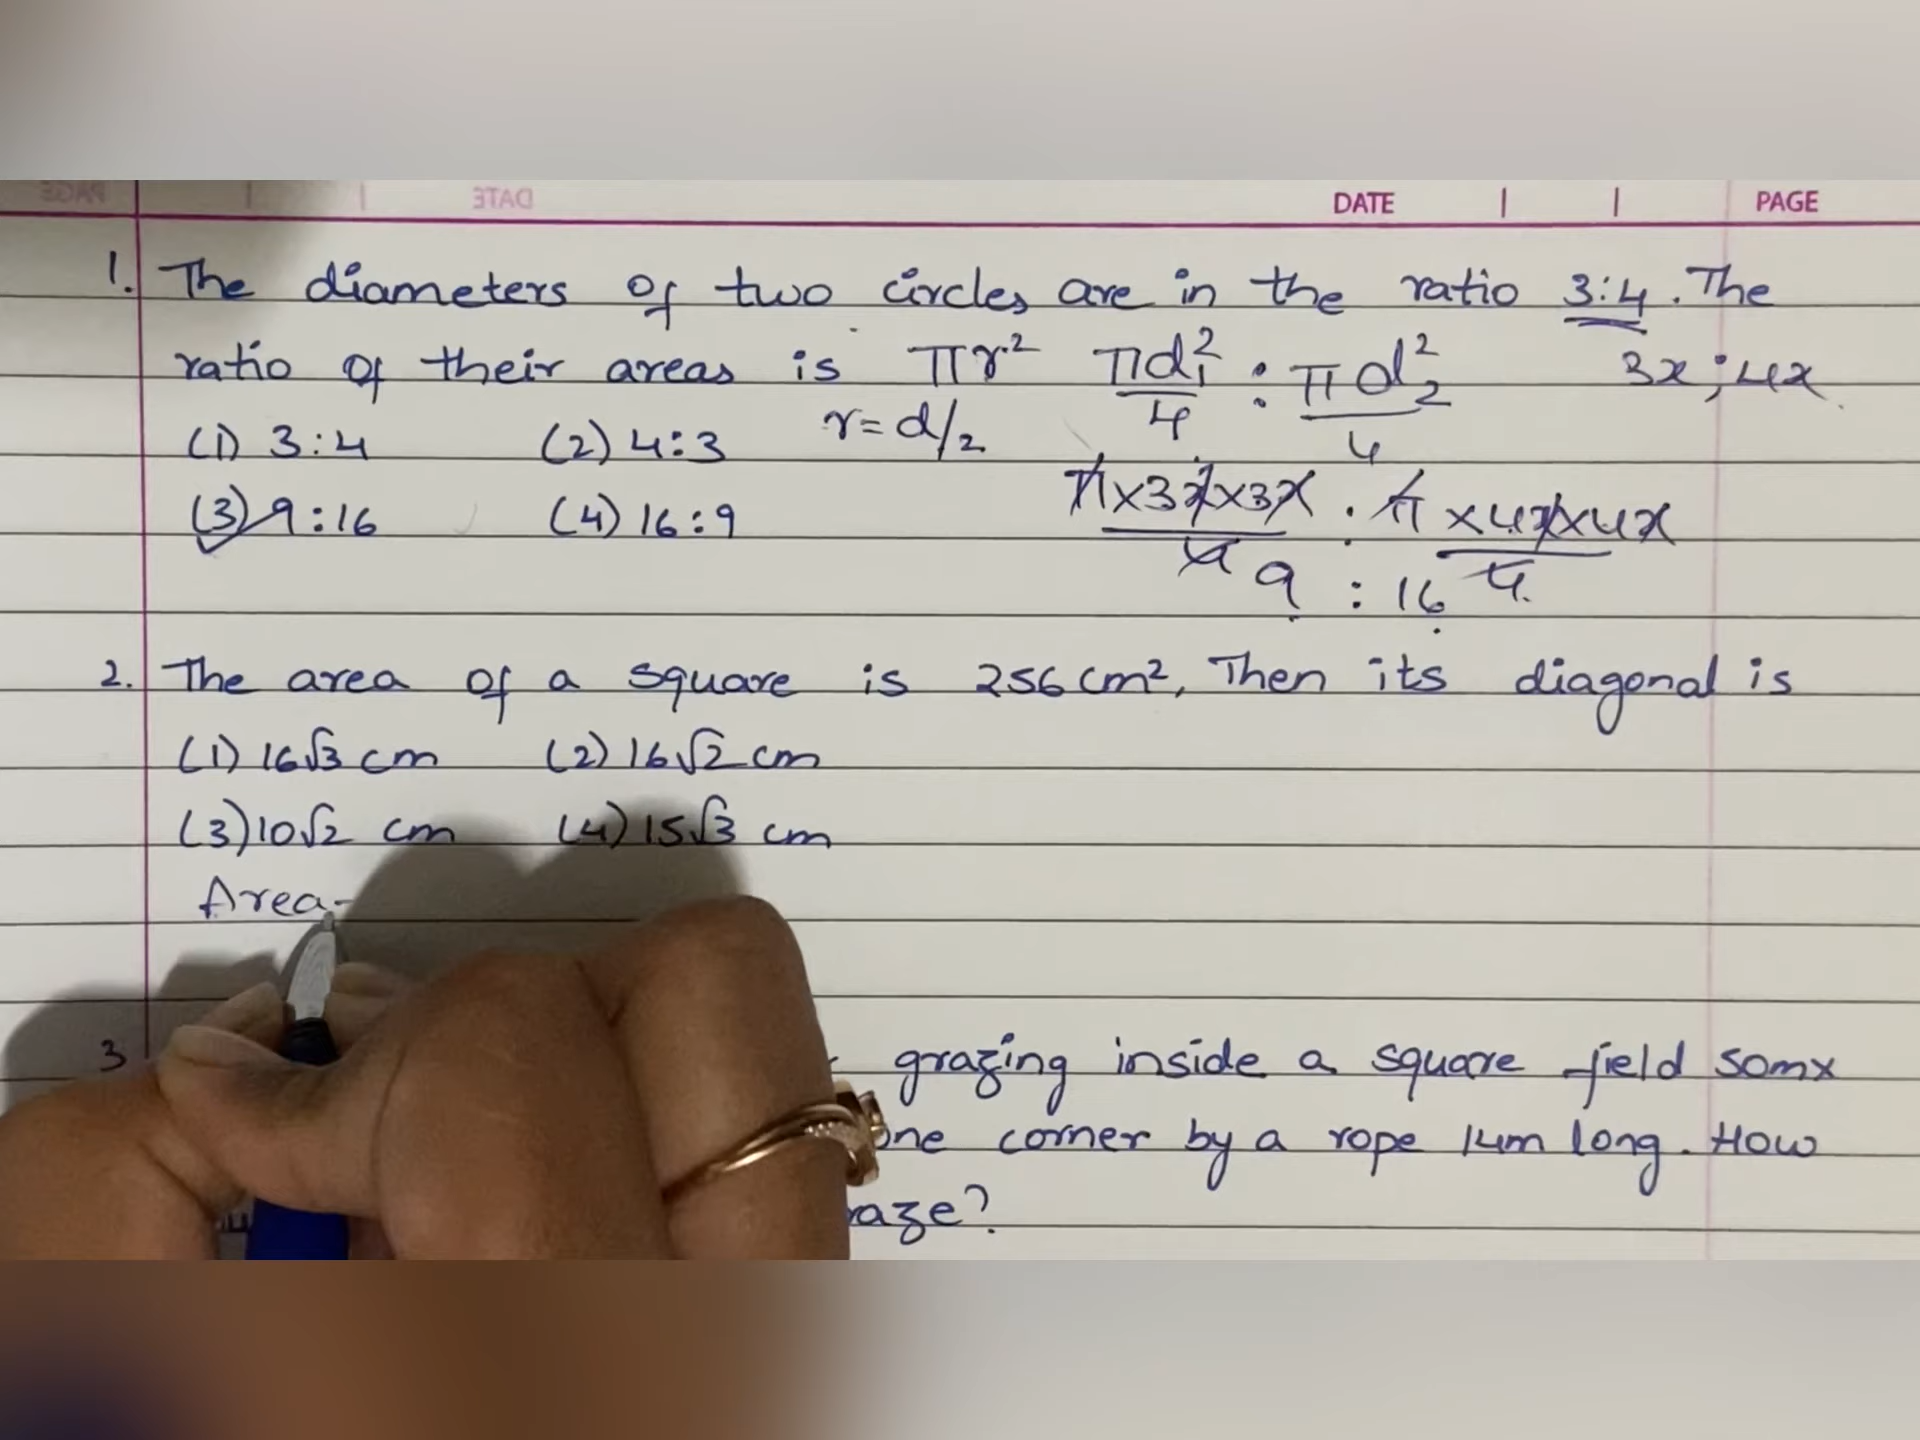 DATE PAGE
1. The diameters of two circles are in the ratio 3:4. The
ratio of their areas is πr² πd₁²/4 : πd₂²/4 3x ; 4x
(1) 3:4 (2) 4:3 r = d/2
(3) 9:16 (4) 16:9 π×3x×3x/4 : π×4x×4x/4
9 : 16
2. The area of a square is 256 cm², Then its diagonal is
(1) 16√3 cm (2) 16√2 cm
(3) 10√2 cm (4) 15√3 cm
Area-
3 grazing inside a square field 50mx
one corner by a rope 14m long. How
raze?